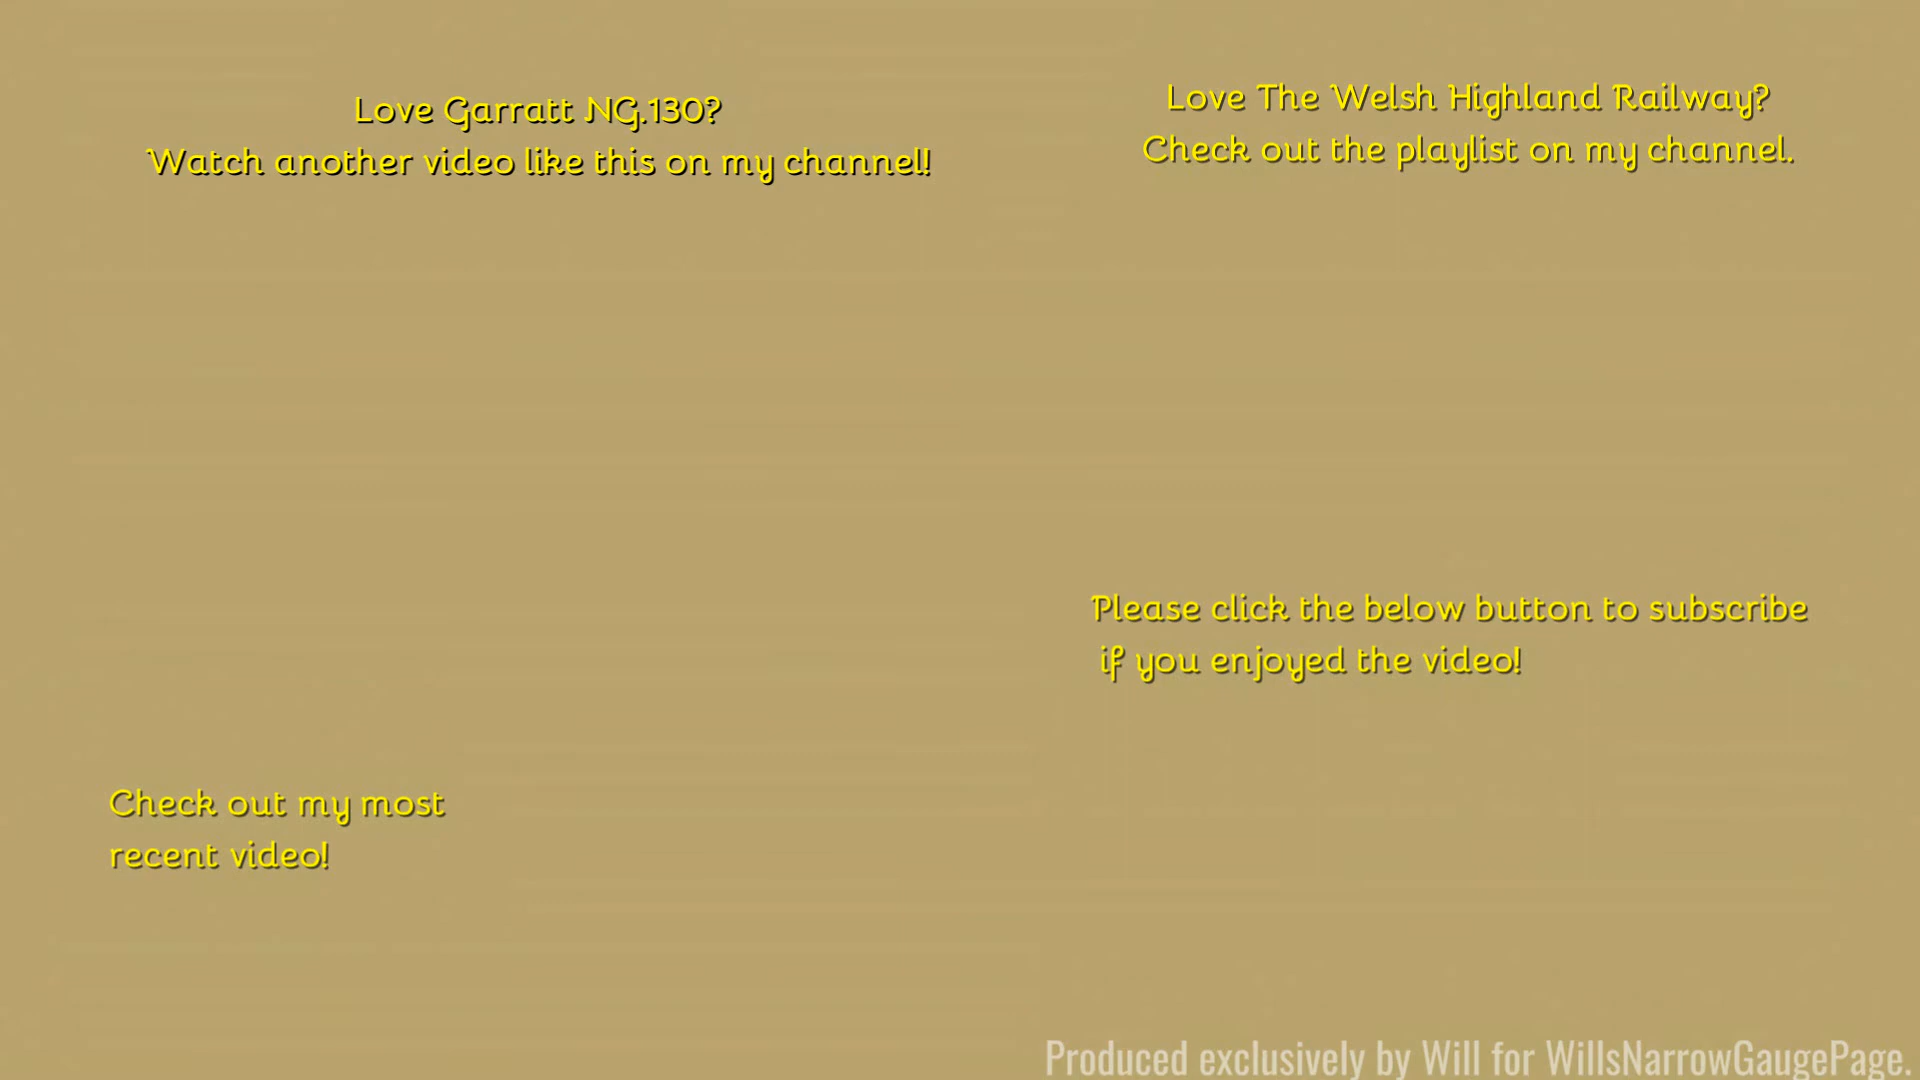 Love Garratt NG.130?
Watch another video like this on my channel!
Love The Welsh Highland Railway?
Check out the playlist on my channel.
Please click the below button to subscribe
if you enjoyed the video!
Check out my most
recent video!
Produced exclusively by Will for WillsNarrowGaugePage.